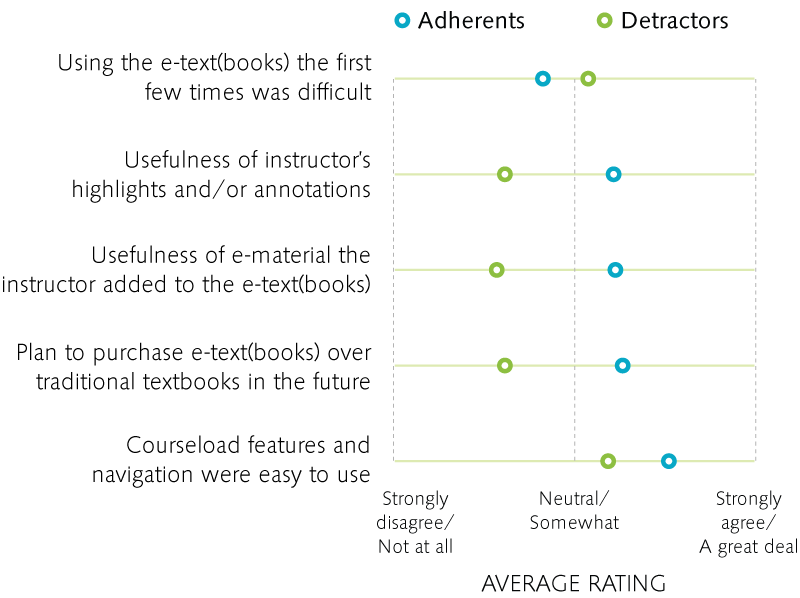 Adherents
Detractors
Using the e-text(books) the first
few times was difficult
Usefulness of instructor's
highlights and/or annotations
Usefulness of e-material the
instructor added to the e-text(books)
Plan to purchase e-text(books) over
traditional textbooks in the future
Courseload features and
navigation were easy to use
Strongly
disagree/
Not at all
Neutral/
Somewhat
Strongly
agree/
A great deal
AVERAGE RATING